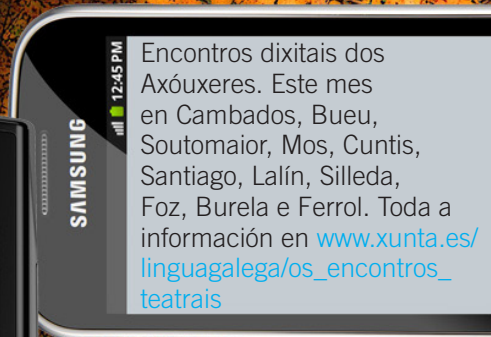 Encontros dixitais dos
Axóuxeres. Este mes
en Cambados, Bueu,
Soutomaior, Mos, Cuntis,
Santiago, Lalín, Silleda,
Foz, Burela e Ferrol. Toda a
información en www.xunta.es/
linguagalega/os_encontros_
teatrais
12:45 PM
SAMSUNG